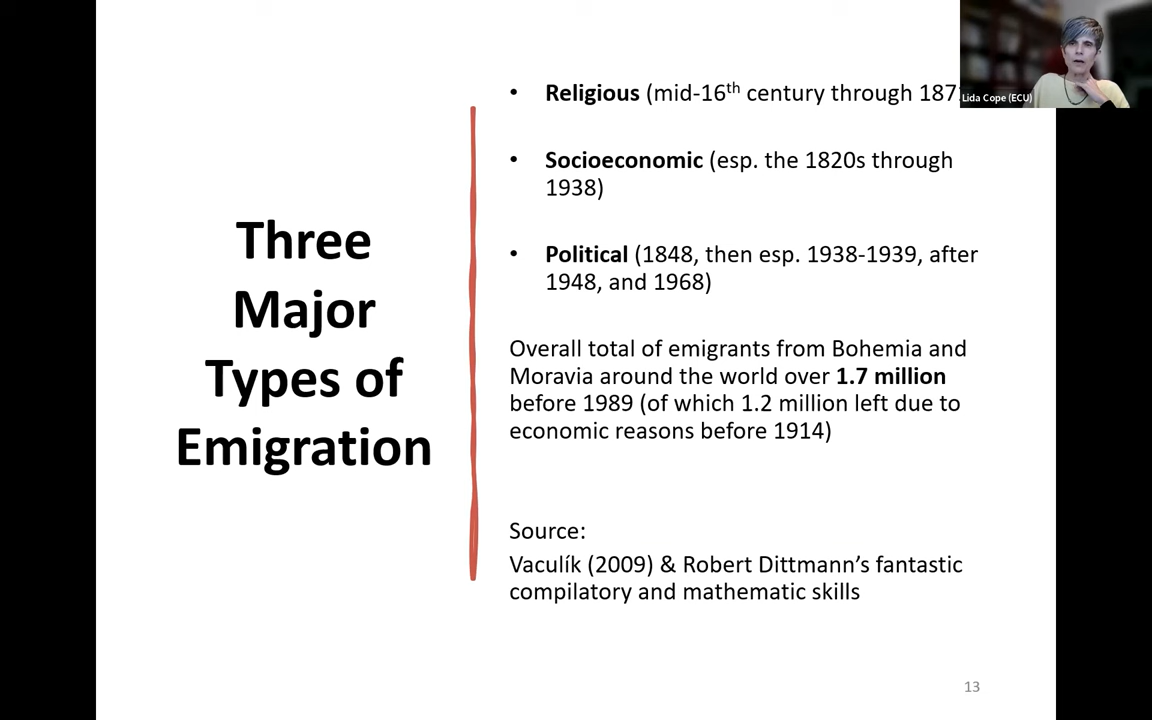 Three
Major
Types of
Emigration
• Religious (mid-16th century through 187
• Socioeconomic (esp. the 1820s through
1938)
• Political (1848, then esp. 1938-1939, after
1948, and 1968)
Overall total of emigrants from Bohemia and
Moravia around the world over 1.7 million
before 1989 (of which 1.2 million left due to
economic reasons before 1914)
Source:
Vaculík (2009) & Robert Dittmann’s fantastic
compilatory and mathematic skills
13
Lida Cope (ECU)